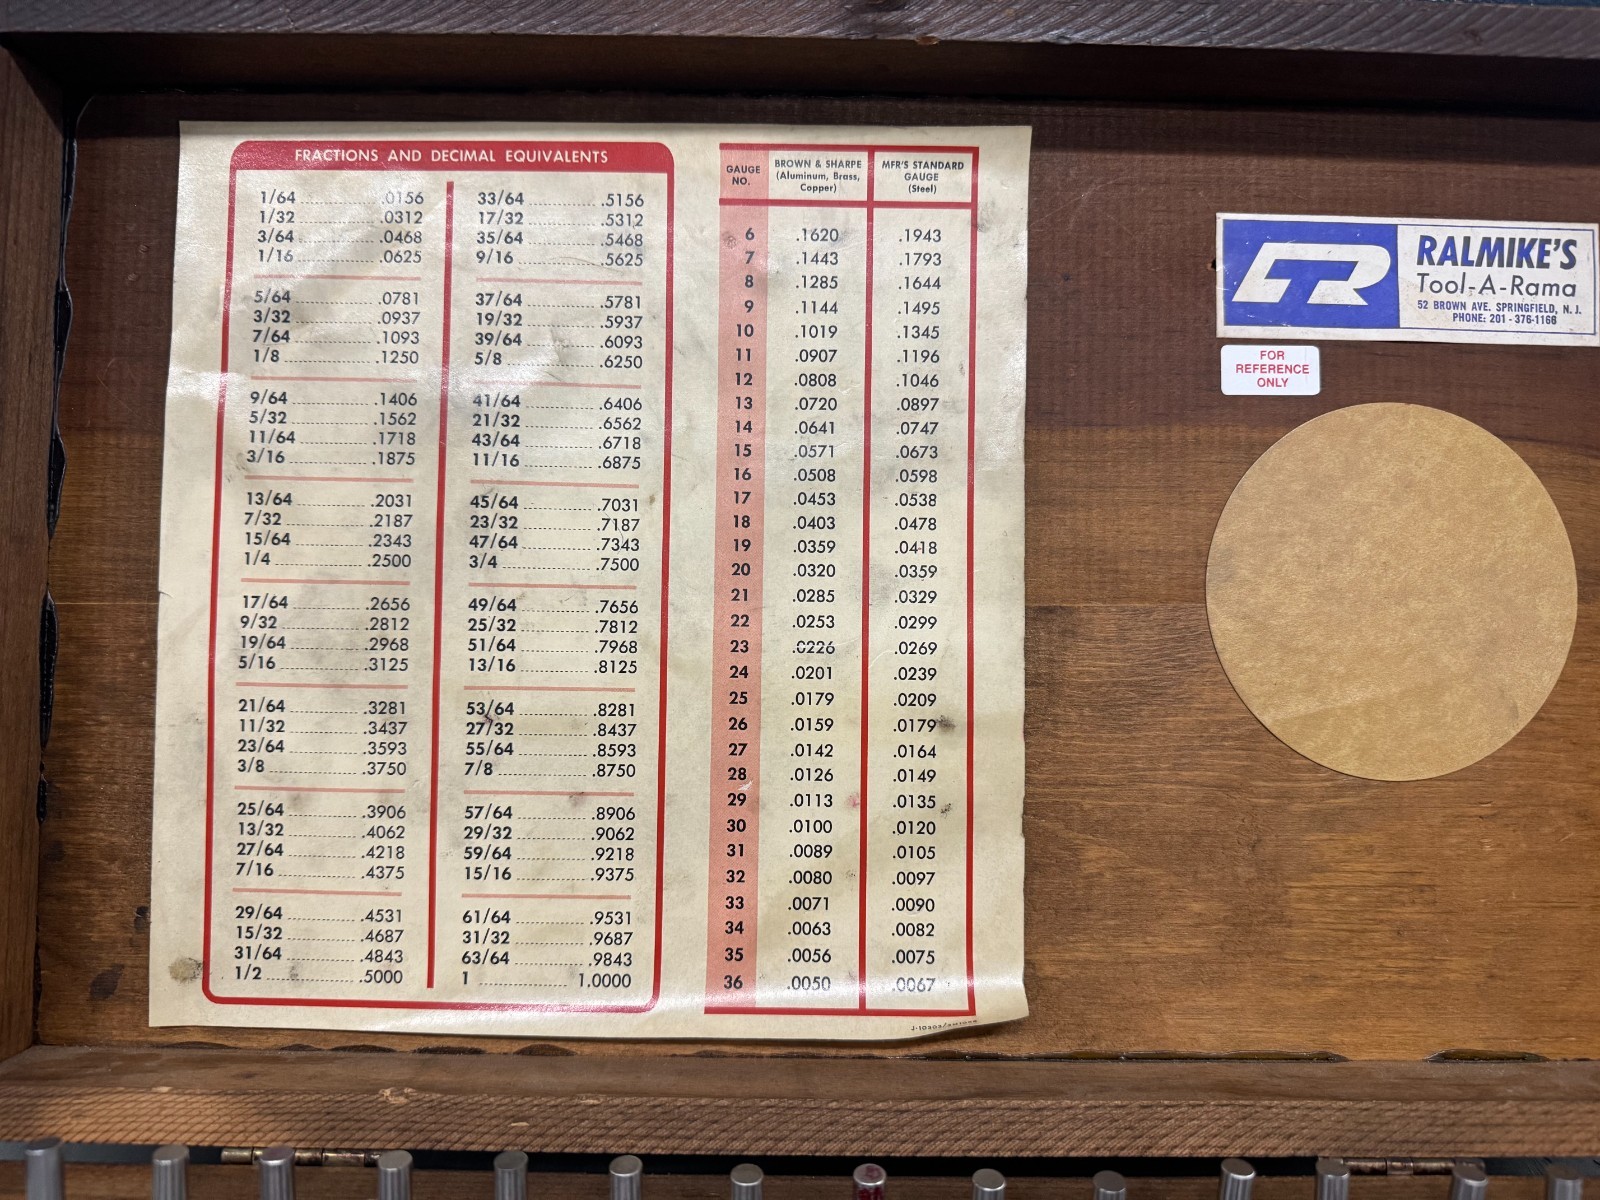 FRACTIONS AND DECIMAL EQUIVALENTS
1/64 .0156
1/32 .0312
3/64 .0468
1/16 .0625
5/64 .0781
3/32 .0937
7/64 .1093
1/8 .1250
9/64 .1406
5/32 .1562
11/64 .1718
3/16 .1875
13/64 .2031
7/32 .2187
15/64 .2343
1/4 .2500
17/64 .2656
9/32 .2812
19/64 .2968
5/16 .3125
21/64 .3281
11/32 .3437
23/64 .3593
3/8 .3750
25/64 .3906
13/32 .4062
27/64 .4218
7/16 .4375
29/64 .4531
15/32 .4687
31/64 .4843
1/2 .5000
33/64 .5156
17/32 .5312
35/64 .5468
9/16 .5625
37/64 .5781
19/32 .5937
39/64 .6093
5/8 .6250
41/64 .6406
21/32 .6562
43/64 .6718
11/16 .6875
45/64 .7031
23/32 .7187
47/64 .7343
3/4 .7500
49/64 .7656
25/32 .7812
51/64 .7968
13/16 .8125
53/64 .8281
27/32 .8437
55/64 .8593
7/8 .8750
57/64 .8906
29/32 .9062
59/64 .9218
15/16 .9375
61/64 .9531
31/32 .9687
63/64 .9843
1 1.0000
GAUGE NO.
BROWN & SHARPE
(Aluminum, Brass,
Copper)
MFR'S STANDARD
GAUGE
(Steel)
6 .1620 .1943
7 .1443 .1793
8 .1285 .1644
9 .1144 .1495
10 .1019 .1345
11 .0907 .1196
12 .0808 .1046
13 .0720 .0897
14 .0641 .0747
15 .0571 .0673
16 .0508 .0598
17 .0453 .0538
18 .0403 .0478
19 .0359 .0418
20 .0320 .0359
21 .0285 .0329
22 .0253 .0299
23 .0226 .0269
24 .0201 .0239
25 .0179 .0209
26 .0159 .0179
27 .0142 .0164
28 .0126 .0149
29 .0113 .0135
30 .0100 .0120
31 .0089 .0105
32 .0080 .0097
33 .0071 .0090
34 .0063 .0082
35 .0056 .0075
36 .0050 .0067
RALMIKE'S
Tool-A-Rama
52 BROWN AVE. SPRINGFIELD, N. J.
PHONE: 201 - 376-1166
FOR
REFERENCE
ONLY